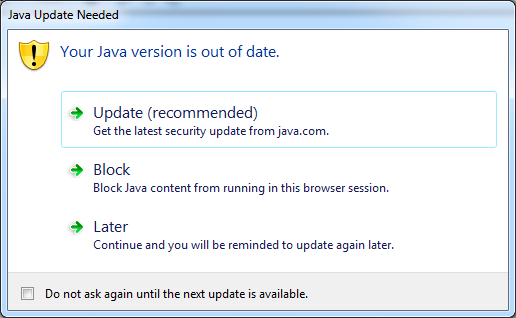 Java Update Needed
Your Java version is out of date.
Update (recommended)
Get the latest security update from java.com.
Block
Block Java content from running in this browser session.
Later
Continue and you will be reminded to update again later.
Do not ask again until the next update is available.